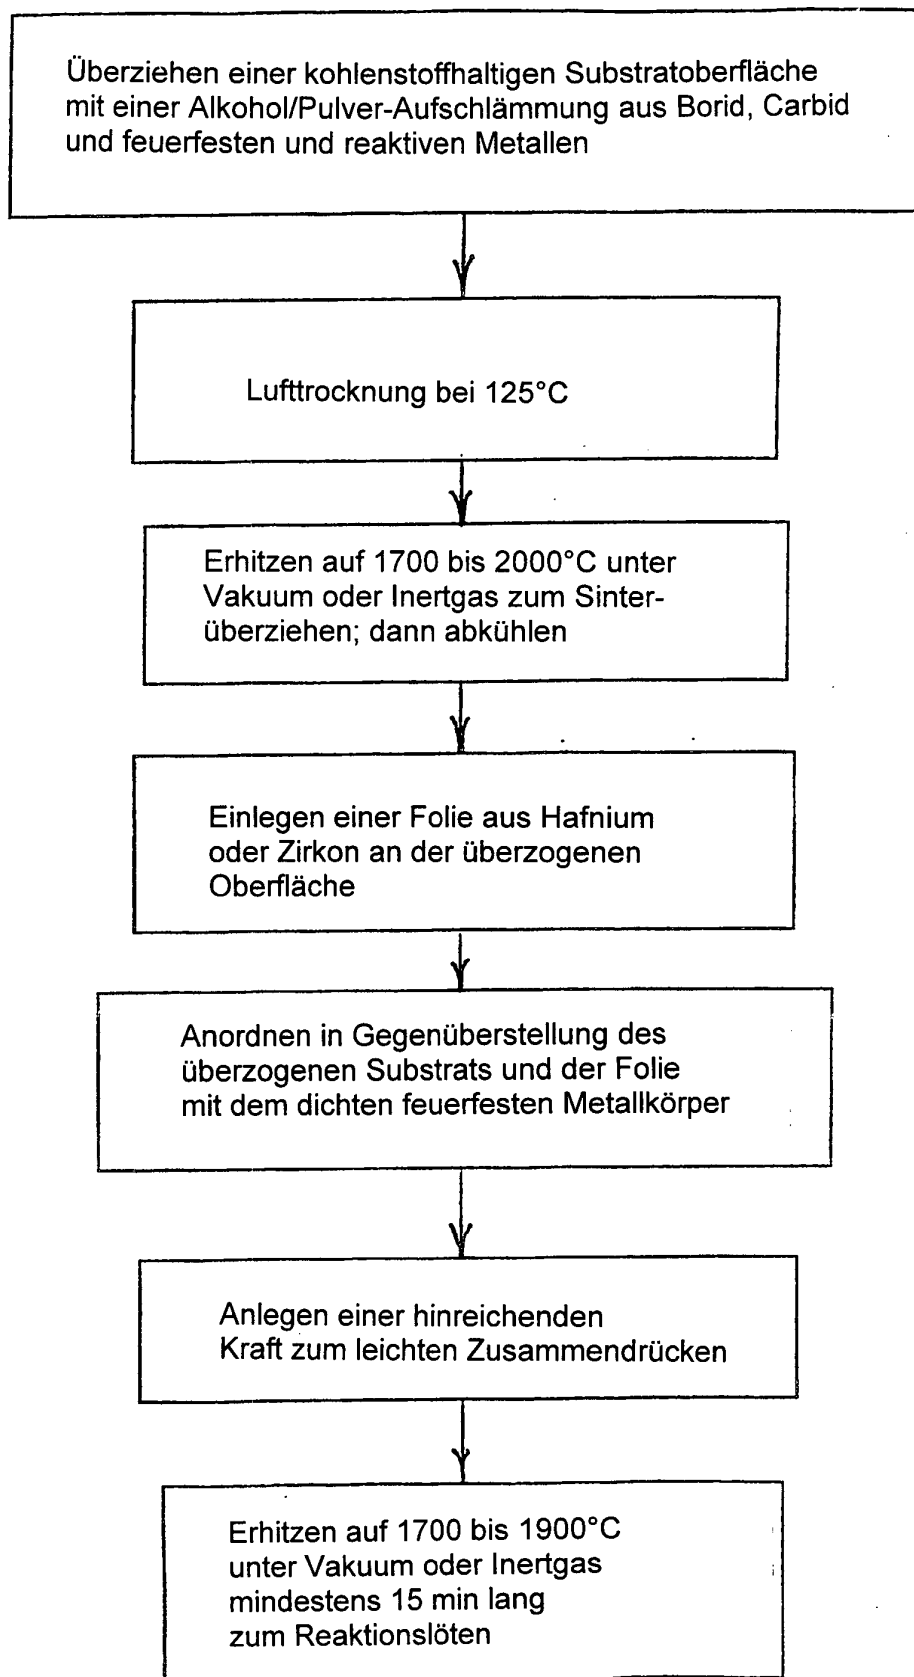 Überziehen einer kohlenstoffhaltigen Substratoberfläche
mit einer Alkohol/Pulver-Aufschlämmung aus Borid, Carbid
und feuerfesten und reaktiven Metallen
Lufttrocknung bei 125°C
Erhitzen auf 1700 bis 2000°C unter
Vakuum oder Inertgas zum Sinter-
überziehen; dann abkühlen
Einlegen einer Folie aus Hafnium
oder Zirkon an der überzogenen
Oberfläche
Anordnen in Gegenüberstellung des
überzogenen Substrats und der Folie
mit dem dichten feuerfesten Metallkörper
Anlegen einer hinreichenden
Kraft zum leichten Zusammendrücken
Erhitzen auf 1700 bis 1900°C
unter Vakuum oder Inertgas
mindestens 15 min lang
zum Reaktionslöten